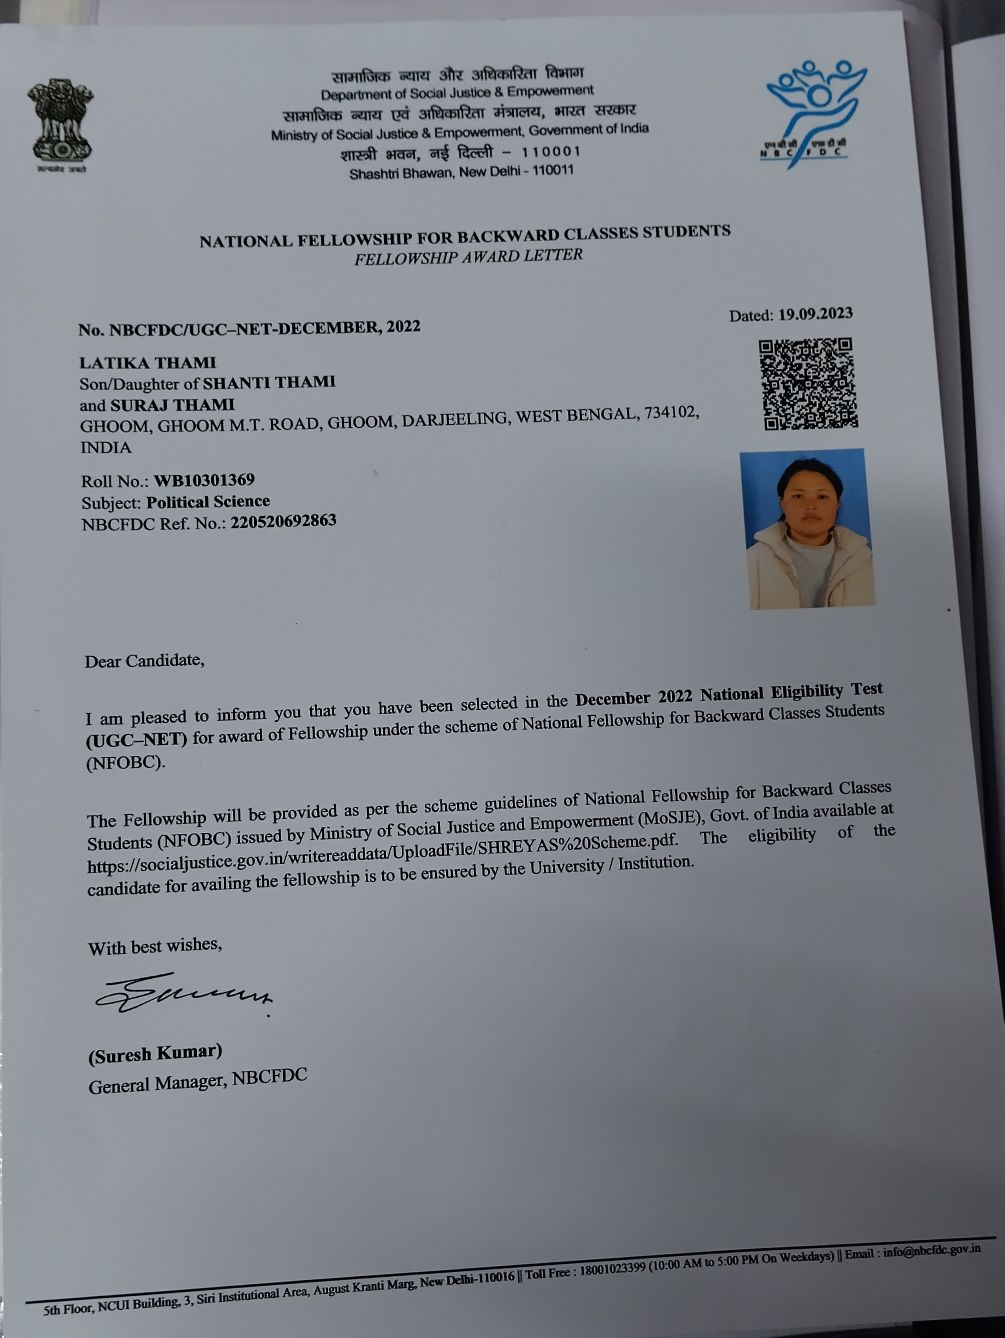 सामाजिक न्याय और अधिकारिता विभाग
Department of Social Justice & Empowerment
सामाजिक न्याय एवं अधिकारिता मंत्रालय, भारत सरकार
Ministry of Social Justice & Empowerment, Government of India
शास्त्री भवन, नई दिल्ली – 110001
Shashtri Bhawan, New Delhi - 110011
सत्यमेव जयते
एन बी सी एफ डी सी
N B C F D C
NATIONAL FELLOWSHIP FOR BACKWARD CLASSES STUDENTS
FELLOWSHIP AWARD LETTER
No. NBCFDC/UGC–NET-DECEMBER, 2022
Dated: 19.09.2023
LATIKA THAMI
Son/Daughter of SHANTI THAMI
and SURAJ THAMI
GHOOM, GHOOM M.T. ROAD, GHOOM, DARJEELING, WEST BENGAL, 734102,
INDIA
Roll No.: WB10301369
Subject: Political Science
NBCFDC Ref. No.: 220520692863
Dear Candidate,
I am pleased to inform you that you have been selected in the December 2022 National Eligibility Test
(UGC–NET) for award of Fellowship under the scheme of National Fellowship for Backward Classes Students
(NFOBC).
The Fellowship will be provided as per the scheme guidelines of National Fellowship for Backward Classes
Students (NFOBC) issued by Ministry of Social Justice and Empowerment (MoSJE), Govt. of India available at
https://socialjustice.gov.in/writereaddata/UploadFile/SHREYAS%20Scheme.pdf. The eligibility of the
candidate for availing the fellowship is to be ensured by the University / Institution.
With best wishes,
(Suresh Kumar)
General Manager, NBCFDC
5th Floor, NCUI Building, 3, Siri Institutional Area, August Kranti Marg, New Delhi-110016 || Toll Free : 18001023399 (10:00 AM to 5:00 PM On Weekdays) || Email : info@nbcfdc.gov.in